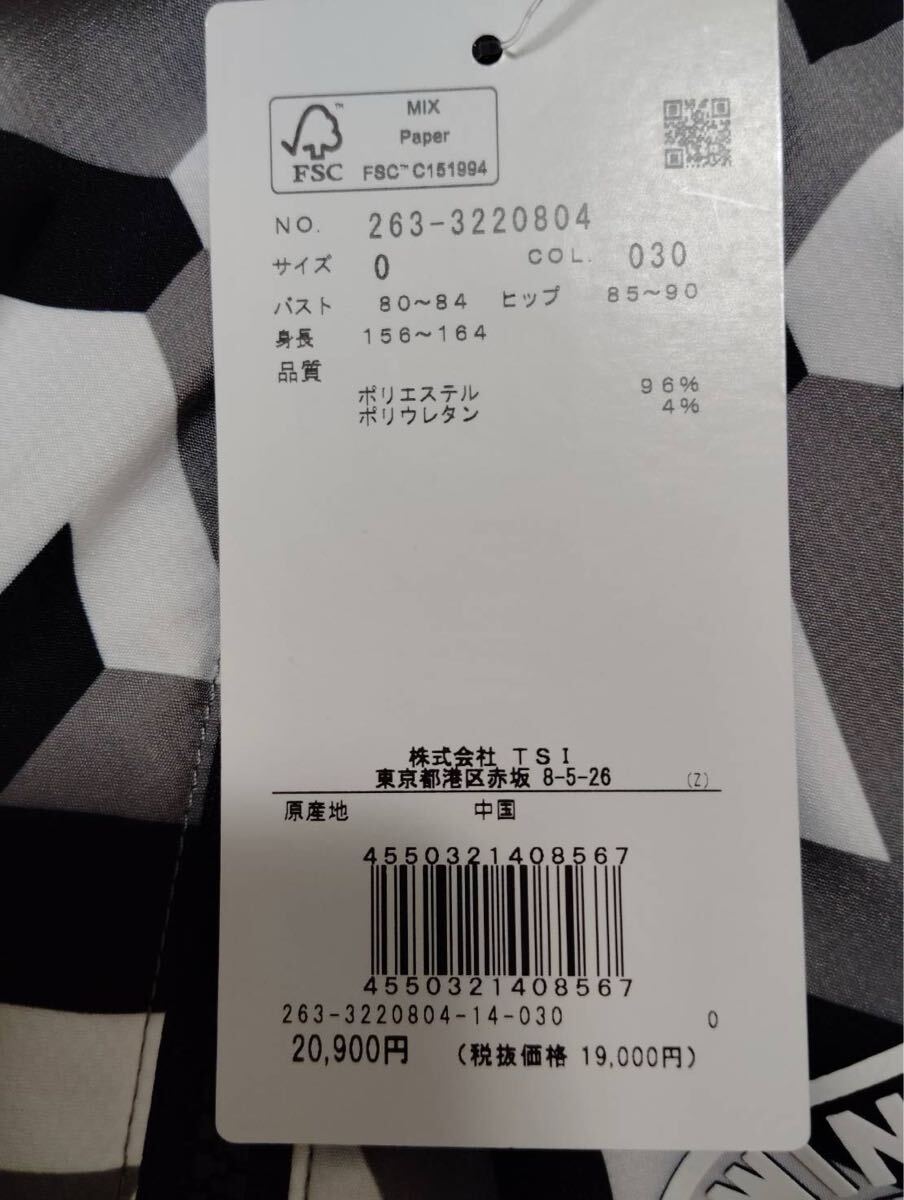 MIX
Paper
FSC™ C151994
FSC
NO. 263-3220804
サイズ 0 COL. 030
バスト 80～84 ヒップ 85～90
身長 156～164
品質
ポリエステル 96%
ポリウレタン 4%
株式会社 TSI
東京都港区赤坂 8-5-26 (Z)
原産地 中国
4550321408567
4550321408567
263-3220804-14-030 0
20,900円 (税抜価格 19,000円)
WIN